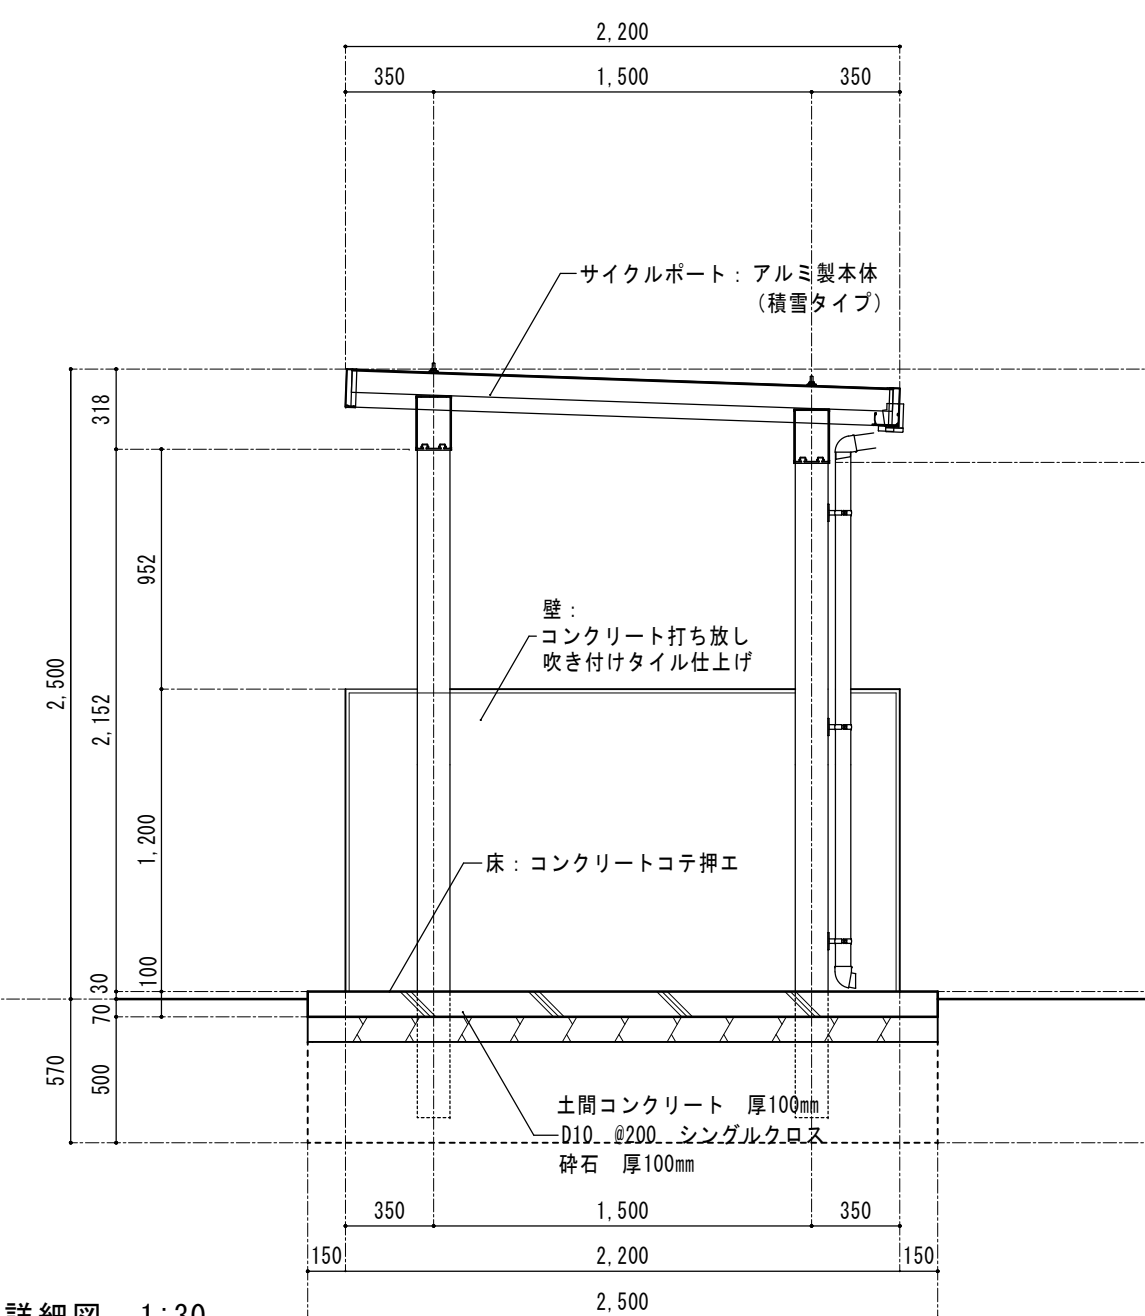 2,200
350
1,500
350
サイクルポート：アルミ製本体
（積雪タイプ）
318
952
2,500
2,152
1,200
100
30
70
570
500
壁：
コンクリート打ち放し
吹き付けタイル仕上げ
床：コンクリートコテ押エ
土間コンクリート　厚100mm
D10　@200　シングルクロス
砕石　厚100mm
350
1,500
350
150
2,200
150
2,500
詳細図　1:30